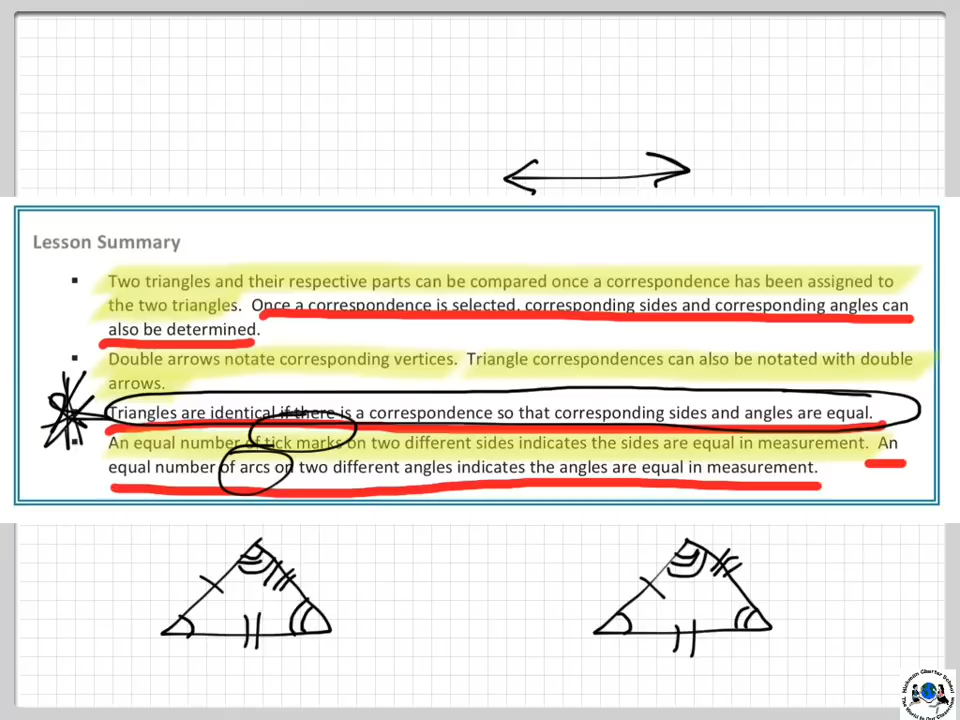 Lesson Summary
▪ Two triangles and their respective parts can be compared once a correspondence has been assigned to
the two triangles. Once a correspondence is selected, corresponding sides and corresponding angles can
also be determined.
▪ Double arrows notate corresponding vertices. Triangle correspondences can also be notated with double
arrows.
Triangles are identical if there is a correspondence so that corresponding sides and angles are equal.
▪ An equal number of tick marks on two different sides indicates the sides are equal in measurement. An
equal number of arcs on two different angles indicates the angles are equal in measurement.
Charter School